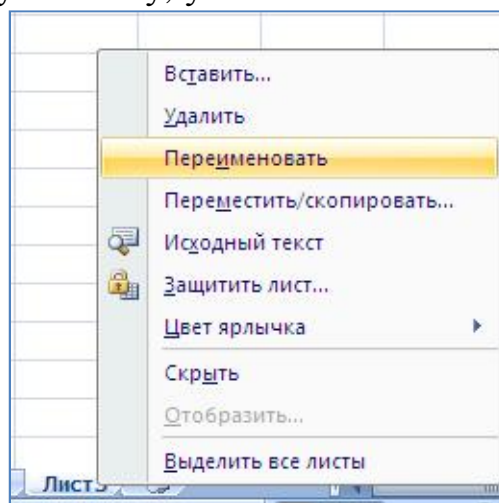 Вставить...
Удалить
Переименовать
Переместить/скопировать...
Исходный текст
Защитить лист...
Цвет ярлычка
Скрыть
Отобразить...
Выделить все листы